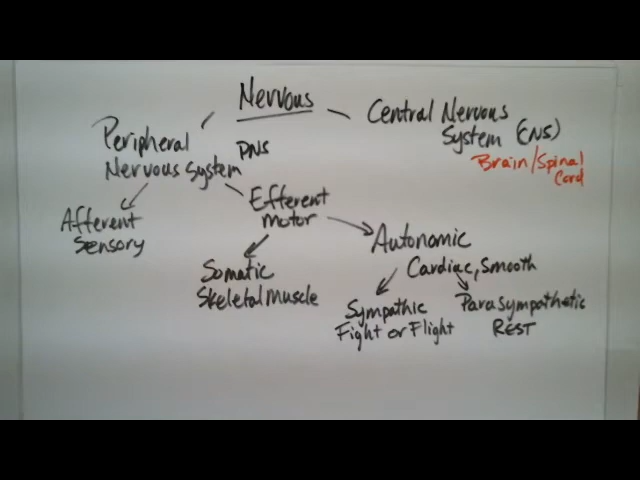 Nervous
Central Nervous
System (CNS)
Brain/Spinal
Cord
Peripheral
Nervous System
PNS
Afferent
Sensory
Efferent
motor
Somatic
Skeletal Muscle
Autonomic
Cardiac, Smooth
Sympathic
Fight or Flight
Parasympathetic
REST